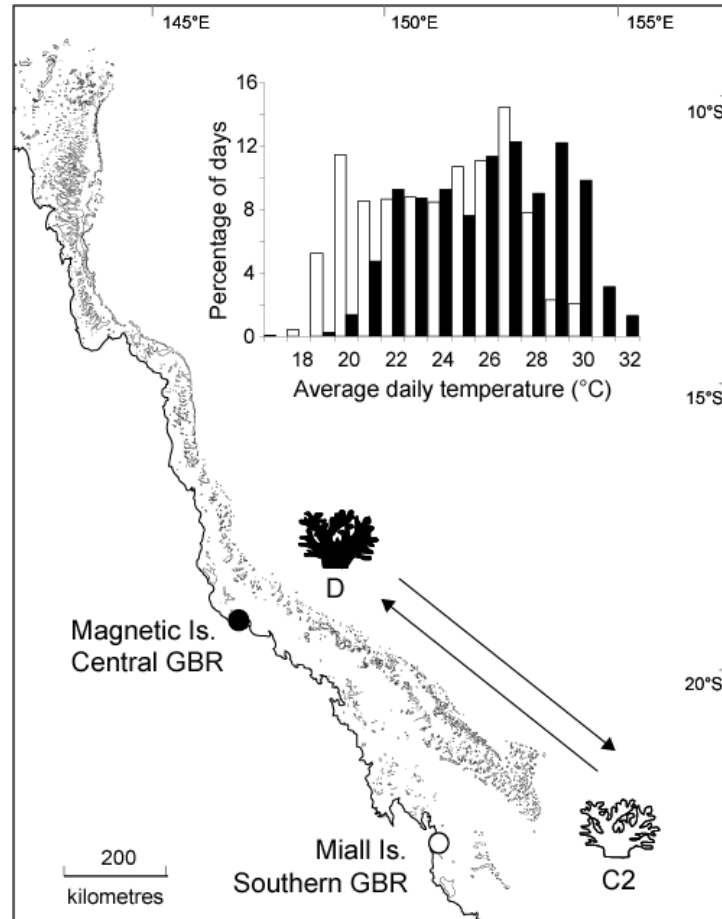 145°E
150°E
155°E
10°S
15°S
20°S
Percentage of days
16
12
8
4
0
18 20 22 24 26 28 30 32
Average daily temperature (°C)
D
Magnetic Is.
Central GBR
Miall Is.
Southern GBR
C2
200
kilometres